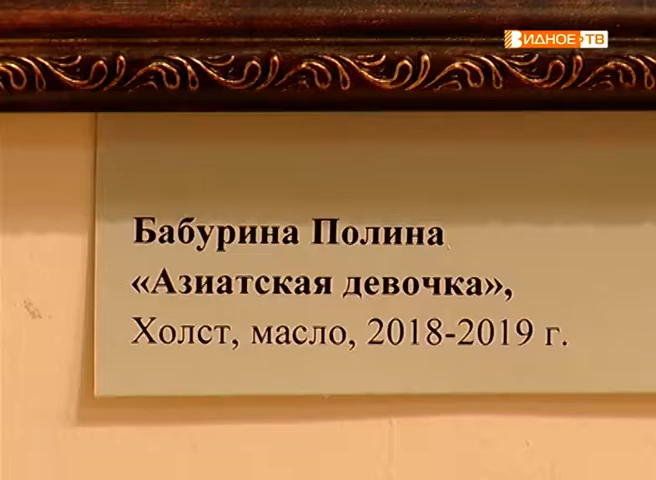 ВИДНОЕ-ТВ
Бабурина Полина
«Азиатская девочка»,
Холст, масло, 2018-2019 г.